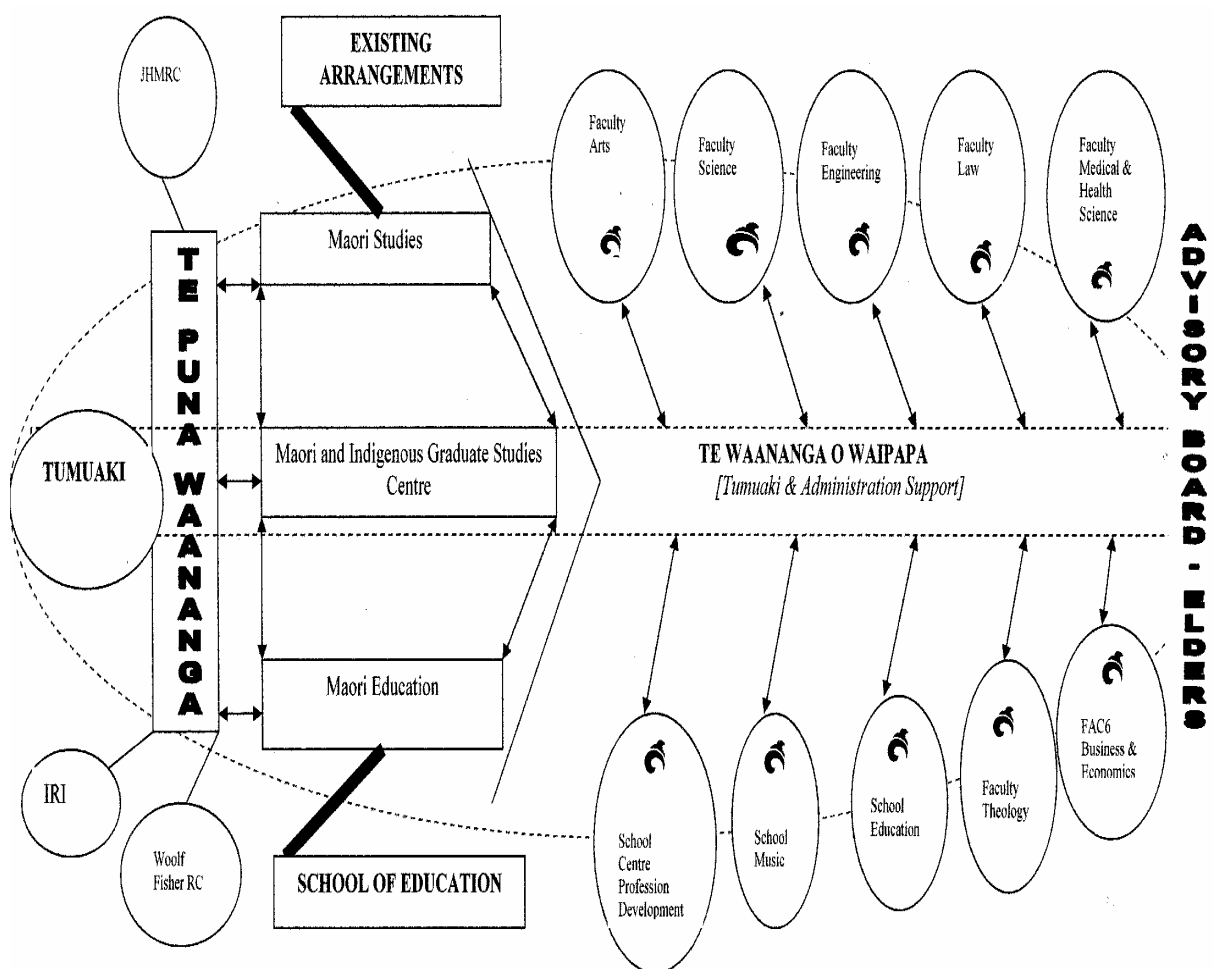 JHMRC
EXISTING
ARRANGEMENTS
Faculty
Arts
Faculty
Science
Faculty
Engineering
Faculty
Law
Faculty
Medical &
Health
Science
Maori Studies
TE PUNA WAANANGA
TUMUAKI
Maori and Indigenous Graduate Studies
Centre
TE WAANANGA O WAIPAPA
[Tumuaki & Administration Support]
ADVISORY BOARD - ELDERS
Maori Education
IRI
Woolf
Fisher RC
SCHOOL OF EDUCATION
School
Centre
Profession
Development
School
Music
School
Education
Faculty
Theology
FAC6
Business &
Economics